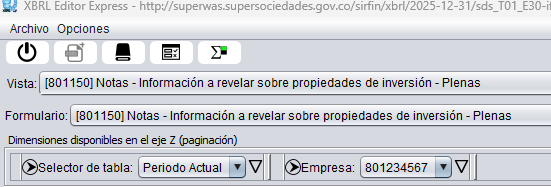 XBRL Editor Express - http://superwas.supersociedades.gov.co/sirfin/xbrl/2025-12-31/sds_T01_E30-it
Archivo Opciones
Vista: [801150] Notas - Información a revelar sobre propiedades de inversión - Plenas
Formulario: [801150] Notas - Información a revelar sobre propiedades de inversión - Plenas
Dimensiones disponibles en el eje Z (paginación)
Selector de tabla: Periodo Actual Empresa: 801234567